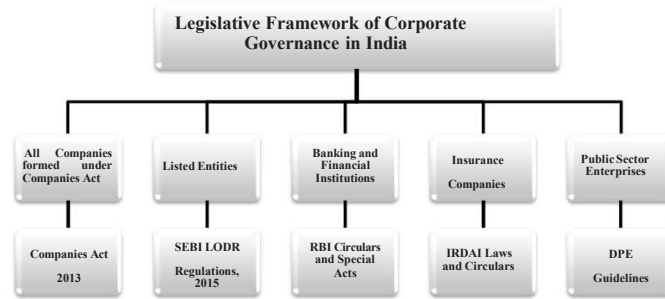 Legislative Framework of Corporate
Governance in India
All Companies
formed under
Companies Act
Listed Entities
Banking and
Financial
Institutions
Insurance
Companies
Public Sector
Enterprises
Companies Act
2013
SEBI LODR
Regulations,
2015
RBI Circulars
and Special
Acts
IRDAI Laws
and Circulars
DPE
Guidelines